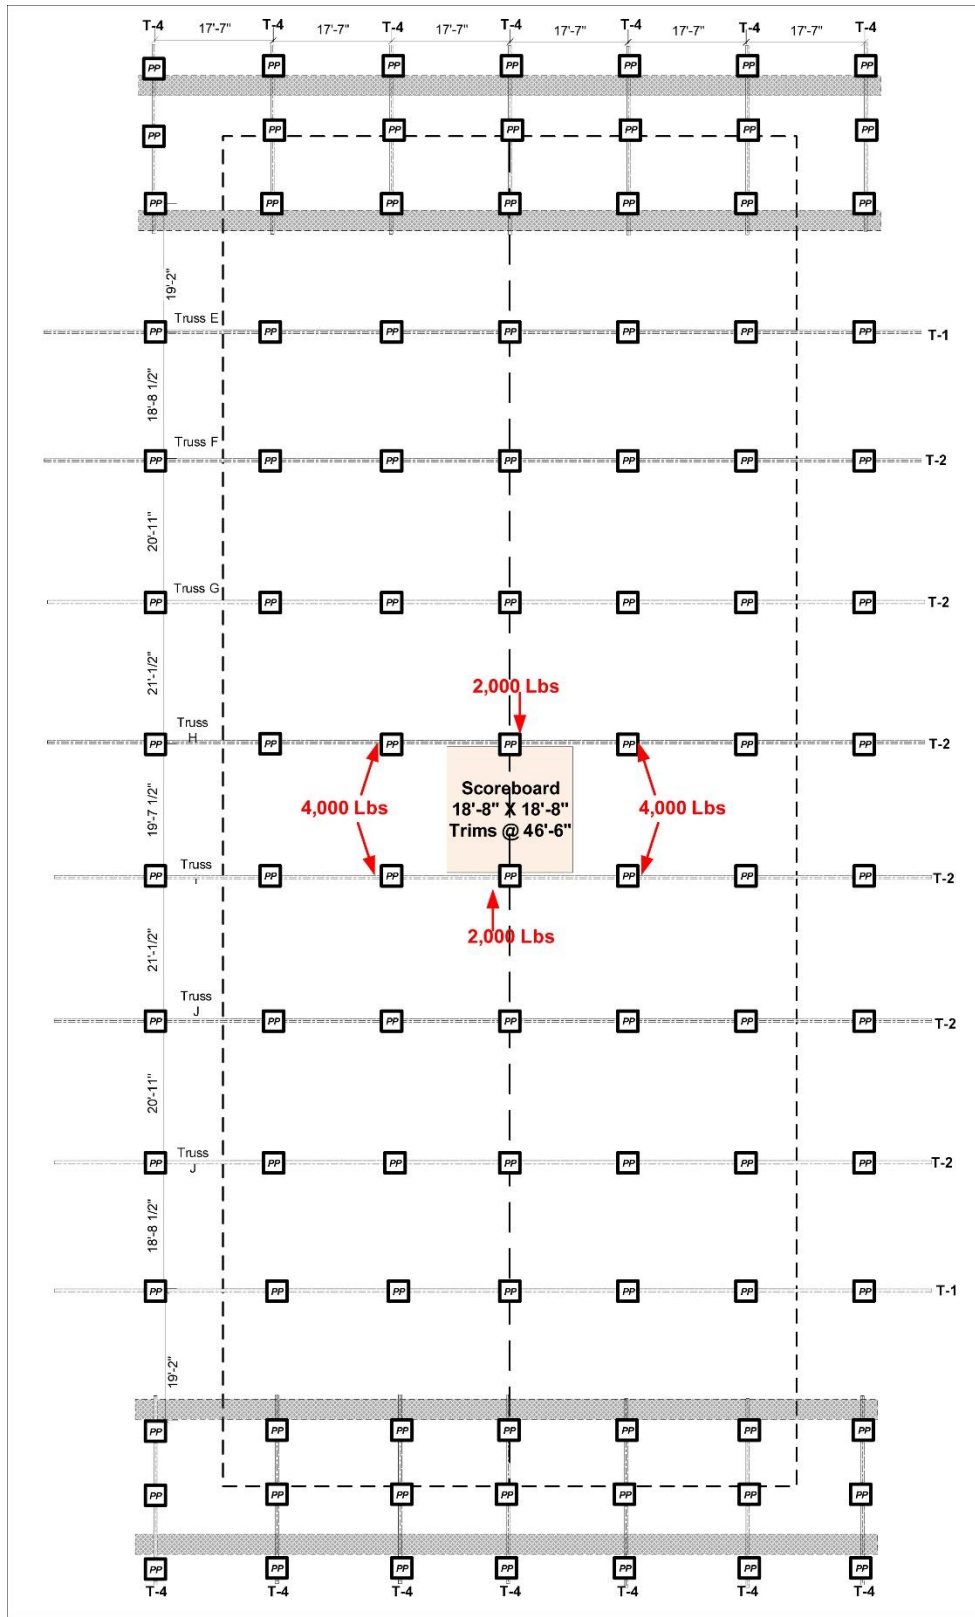 T-4 T-4 T-4 T-4 T-4 T-4 T-4
17'-7" 17'-7" 17'-7" 17'-7" 17'-7" 17'-7"
PP PP PP PP PP PP PP
PP PP PP PP PP PP PP
PP PP PP PP PP PP PP
19'-2"
Truss E
PP PP PP PP PP PP PP T-1
18'-8 1/2"
Truss F
PP PP PP PP PP PP PP T-2
20'-11"
Truss G
PP PP PP PP PP PP PP T-2
21'-1/2"
2,000 Lbs
Truss
H
PP PP PP PP PP PP PP T-2
19'-7 1/2"
Scoreboard
4,000 Lbs 18'-8" X 18'-8" 4,000 Lbs
Trims @ 46'-6"
Truss
PP PP PP PP PP PP PP T-2
2,000 Lbs
21'-1/2"
Truss
J
PP PP PP PP PP PP PP T-2
20'-11"
Truss
J
PP PP PP PP PP PP PP T-2
18'-8 1/2"
PP PP PP PP PP PP PP T-1
19'-2"
PP PP PP PP PP PP PP
PP PP PP PP PP PP PP
PP PP PP PP PP PP PP
T-4 T-4 T-4 T-4 T-4 T-4 T-4